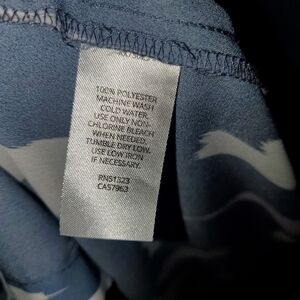 100% POLYESTER
MACHINE WASH
COLD WATER.
USE ONLY NON-
CHLORINE BLEACH
WHEN NEEDED.
TUMBLE DRY LOW.
USE LOW IRON
IF NECESSARY.
RN51323
CA57963